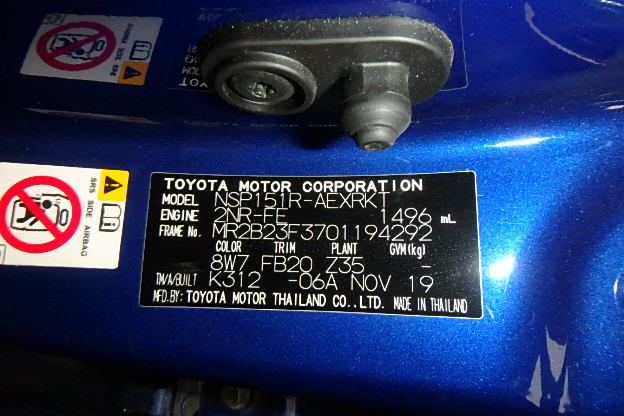 TOYOTA MOTOR CORPORATION
MODEL NSP151R-AEXRKT
ENGINE 2NR-FE 1496 mL
FRAME No. MR2B23F3701194292
COLOR TRIM PLANT GVM(kg)
8W7 FB20 Z35 -
TM/A/BUILT K312 -06A NOV 19
MFD.BY: TOYOTA MOTOR THAILAND CO.,LTD. MADE IN THAILAND
SRS SIDE AIRBAG